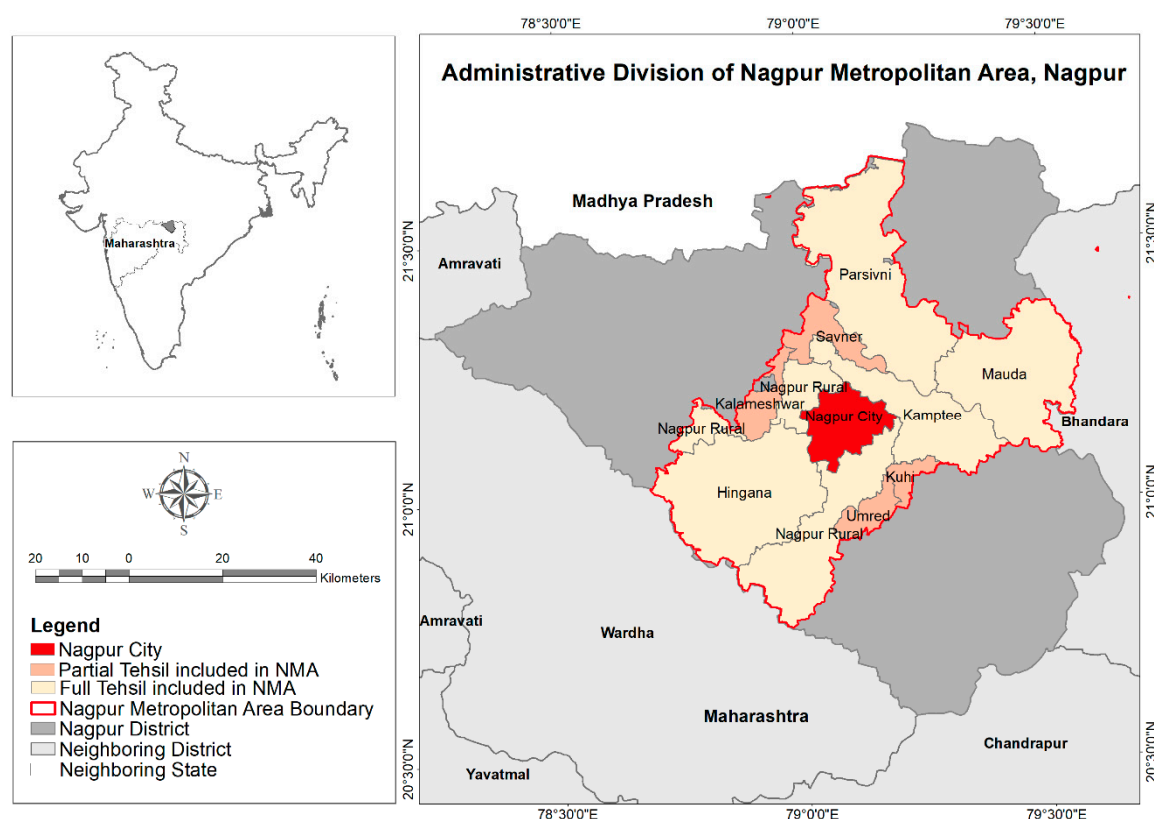 Maharashtra
N
W E
S
20 10 0 20 40
Kilometers
Legend
Nagpur City
Partial Tehsil included in NMA
Full Tehsil included in NMA
Nagpur Metropolitan Area Boundary
Nagpur District
Neighboring District
Neighboring State
78°30'0"E 79°0'0"E 79°30'0"E
Administrative Division of Nagpur Metropolitan Area, Nagpur
Madhya Pradesh
Amravati
Parsivni
Savner
Mauda
Nagpur Rural
Kalameshwar
Nagpur City
Kamptee
Bhandara
Nagpur Rural
Hingana
Kuhi
Umred
Nagpur Rural
Amravati
Wardha
Maharashtra
Chandrapur
Yavatmal
21°30'0"N
21°0'0"N
20°30'0"N
21°30'0"N
21°0'0"N
20°30'0"N
78°30'0"E 79°0'0"E 79°30'0"E